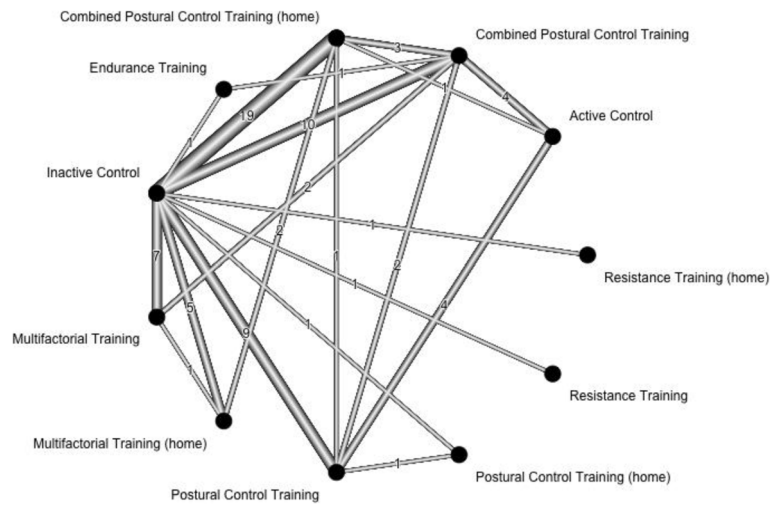 Combined Postural Control Training (home)
Combined Postural Control Training
Endurance Training
Active Control
Inactive Control
Resistance Training (home)
Multifactorial Training
Resistance Training
Multifactorial Training (home)
Postural Control Training (home)
Postural Control Training
3
1
1
4
19
10
1
2
1
2
7
1
2
1
5
4
1
9
1
1